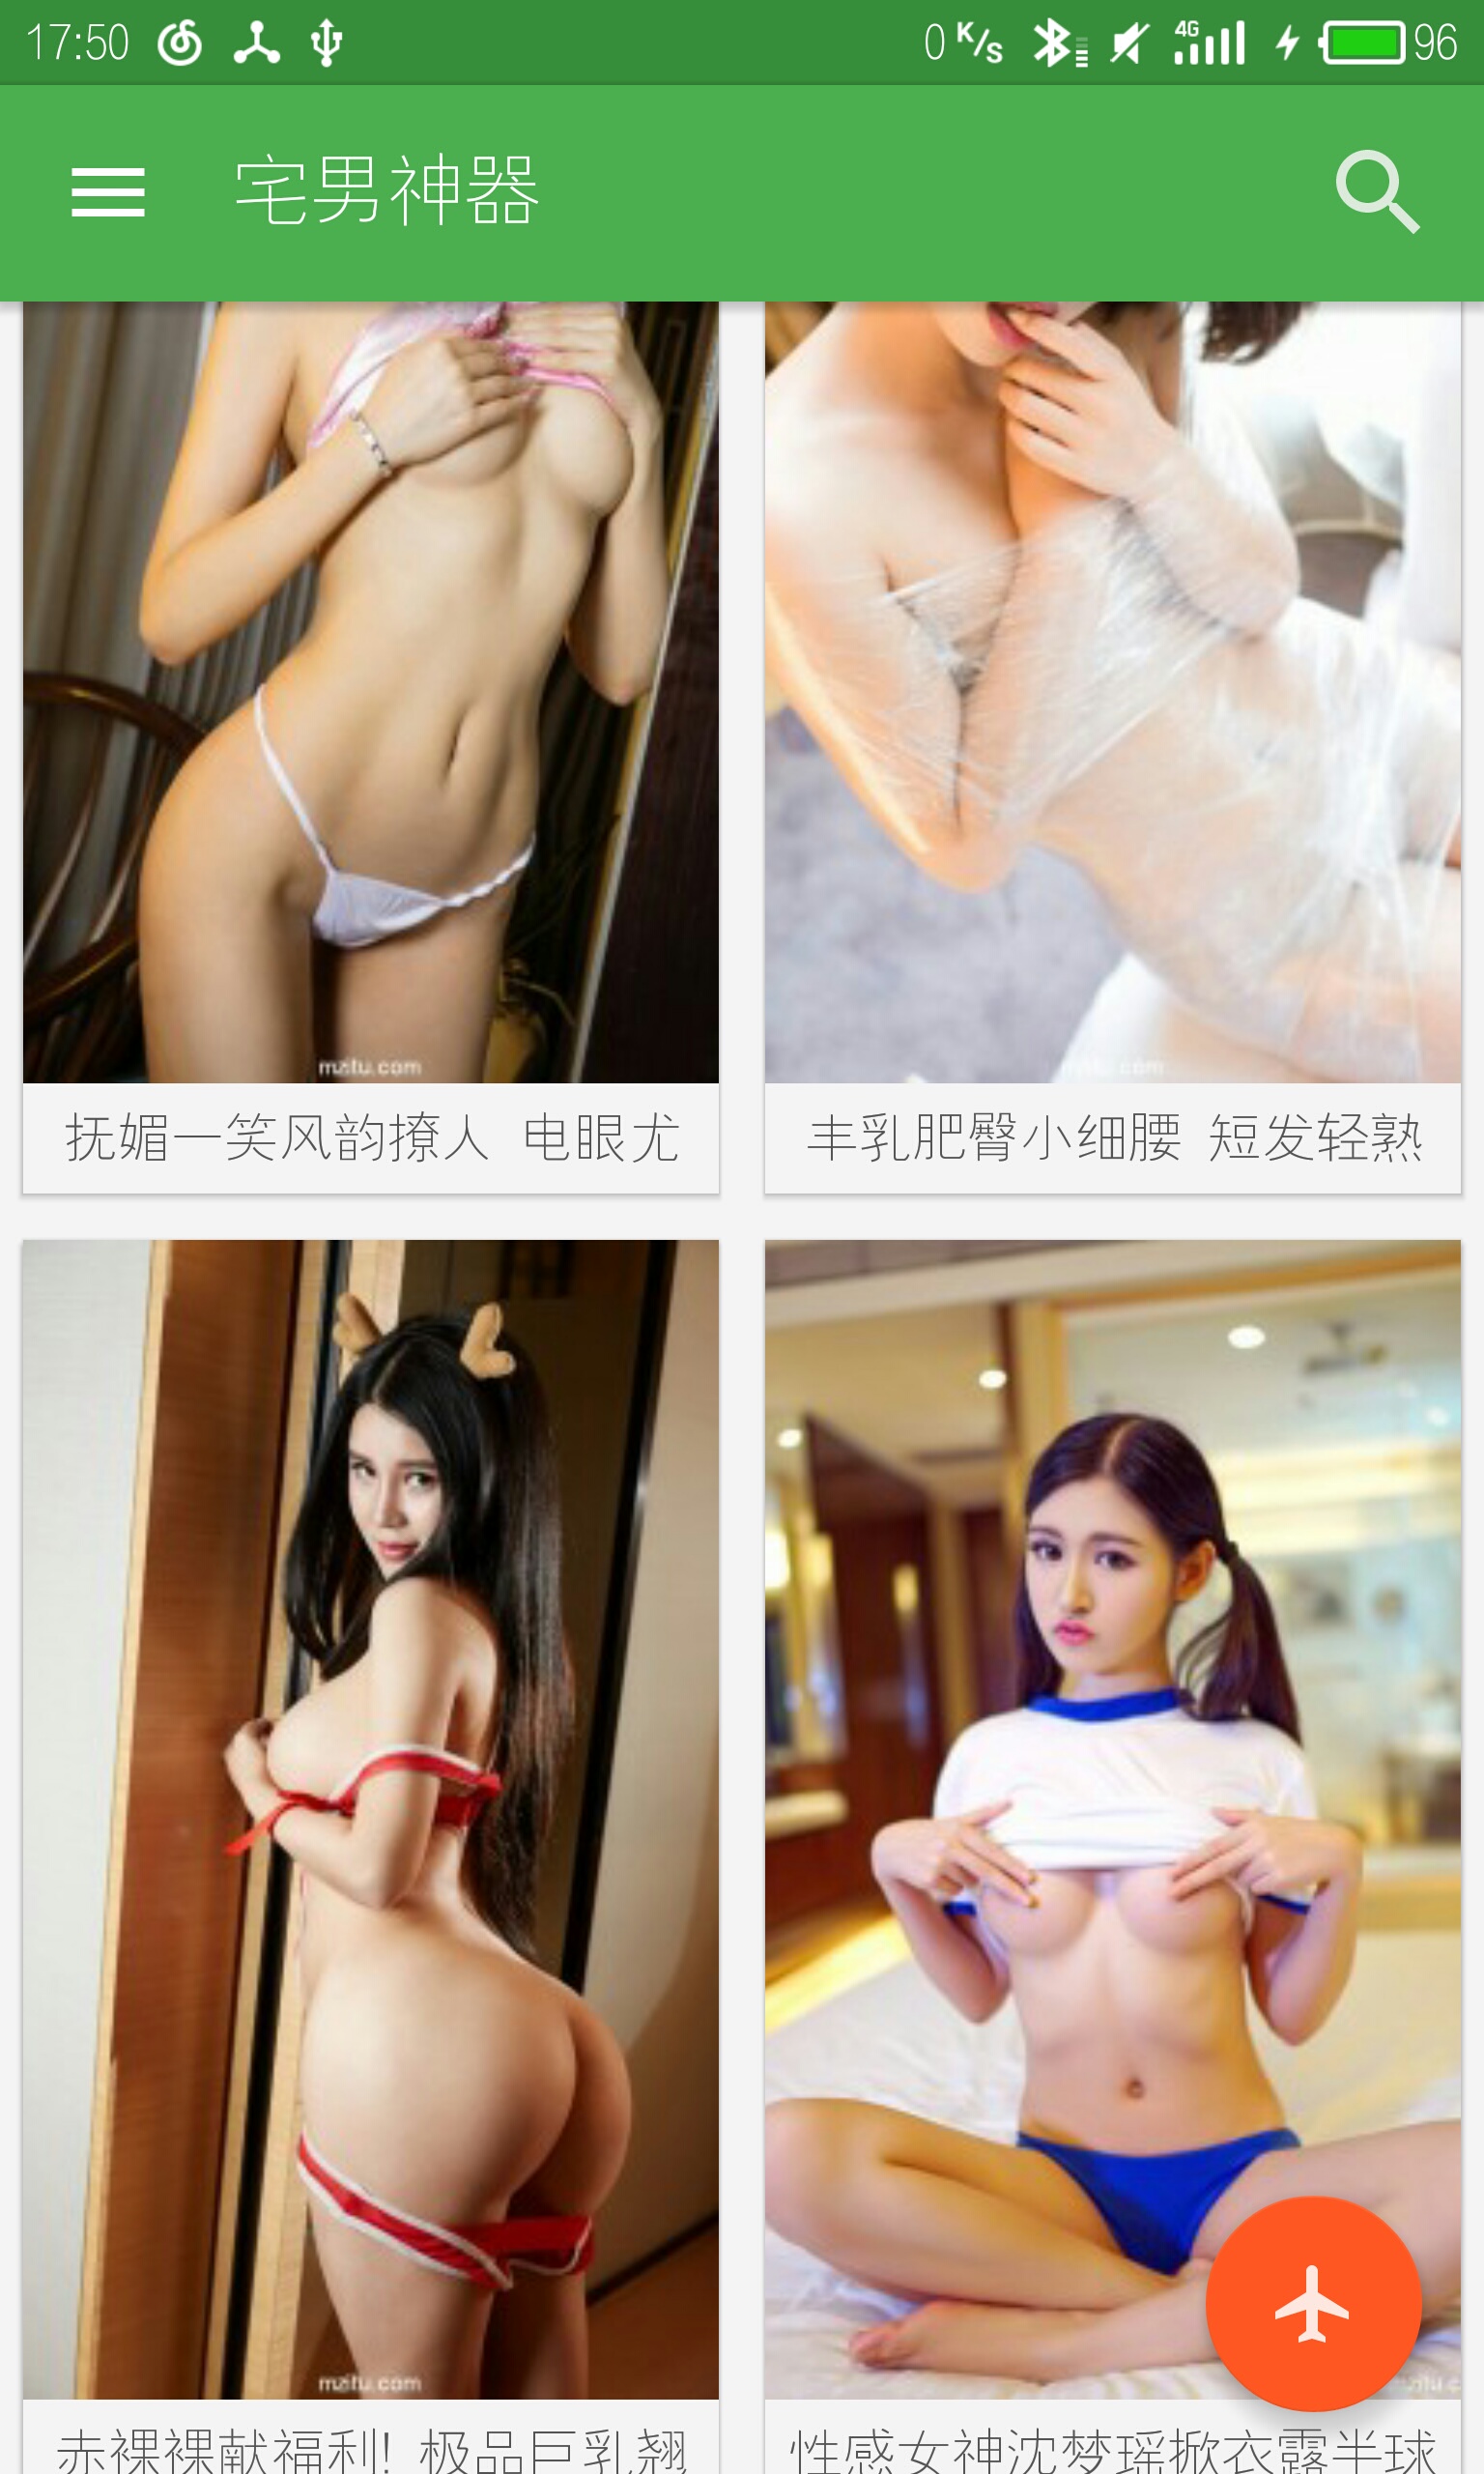 17:50
0 K/s 4G 96
宅男神器
mzitu.com
mzitu.com
抚媚一笑风韵撩人 电眼尤
丰乳肥臀小细腰 短发轻熟
mzitu.com
赤裸裸献福利! 极品巨乳翘
性感女神沈梦瑶掀衣露半球